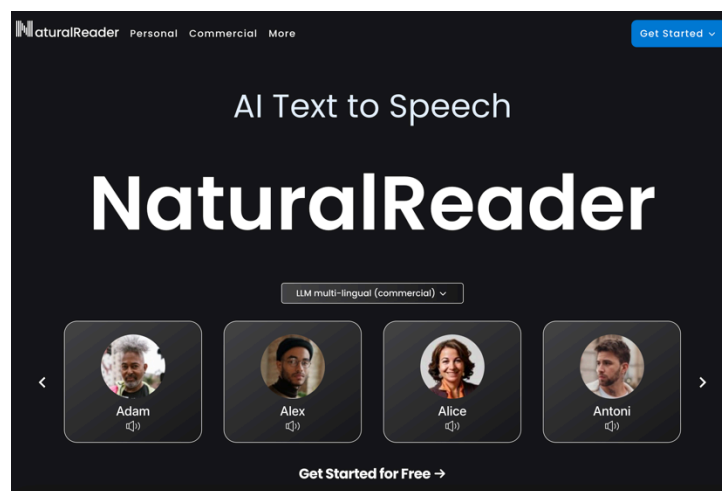 NaturalReader Personal Commercial More Get Started
AI Text to Speech
NaturalReader
LLM multi-lingual (commercial)
Adam Alex Alice Antoni
Get Started for Free →